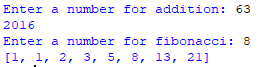 Enter a number for addition: 63
2016
Enter a number for fibonacci: 8
[1, 1, 2, 3, 5, 8, 13, 21]